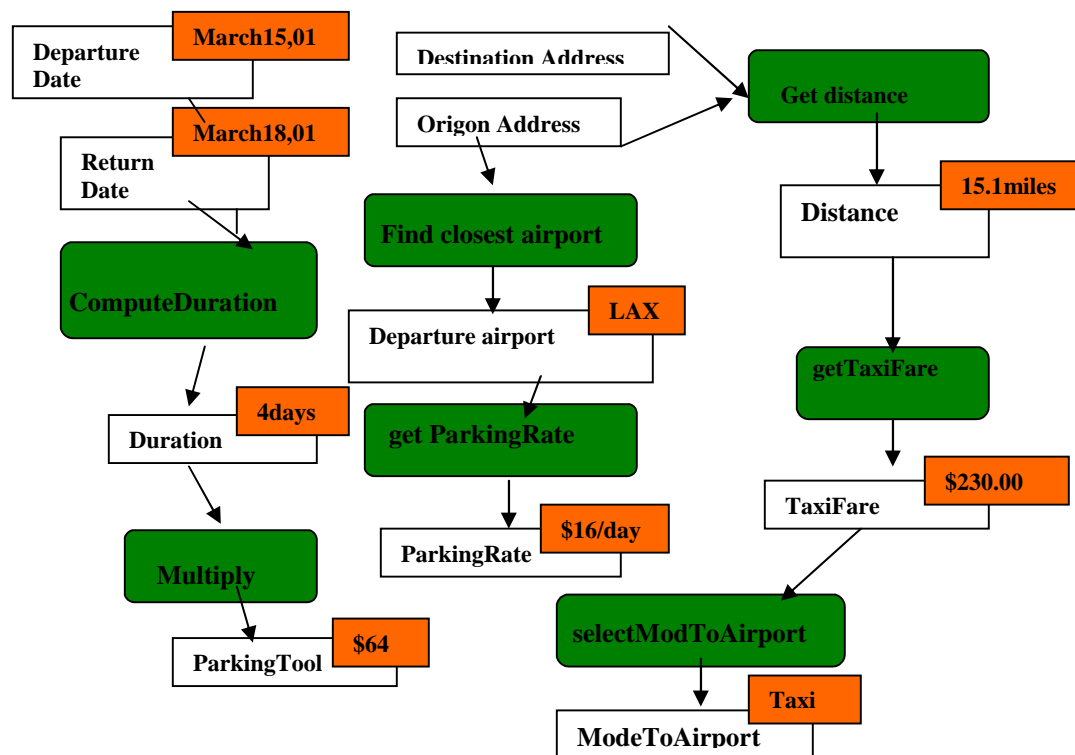 March15,01
Departure
Date
March18,01
Return
Date
ComputeDuration
4days
Duration
Multiply
$64
ParkingTool
Destination Address
Origon Address
Find closest airport
LAX
Departure airport
get ParkingRate
$16/day
ParkingRate
Get distance
15.1miles
Distance
getTaxiFare
$230.00
TaxiFare
selectModToAirport
Taxi
ModeToAirport